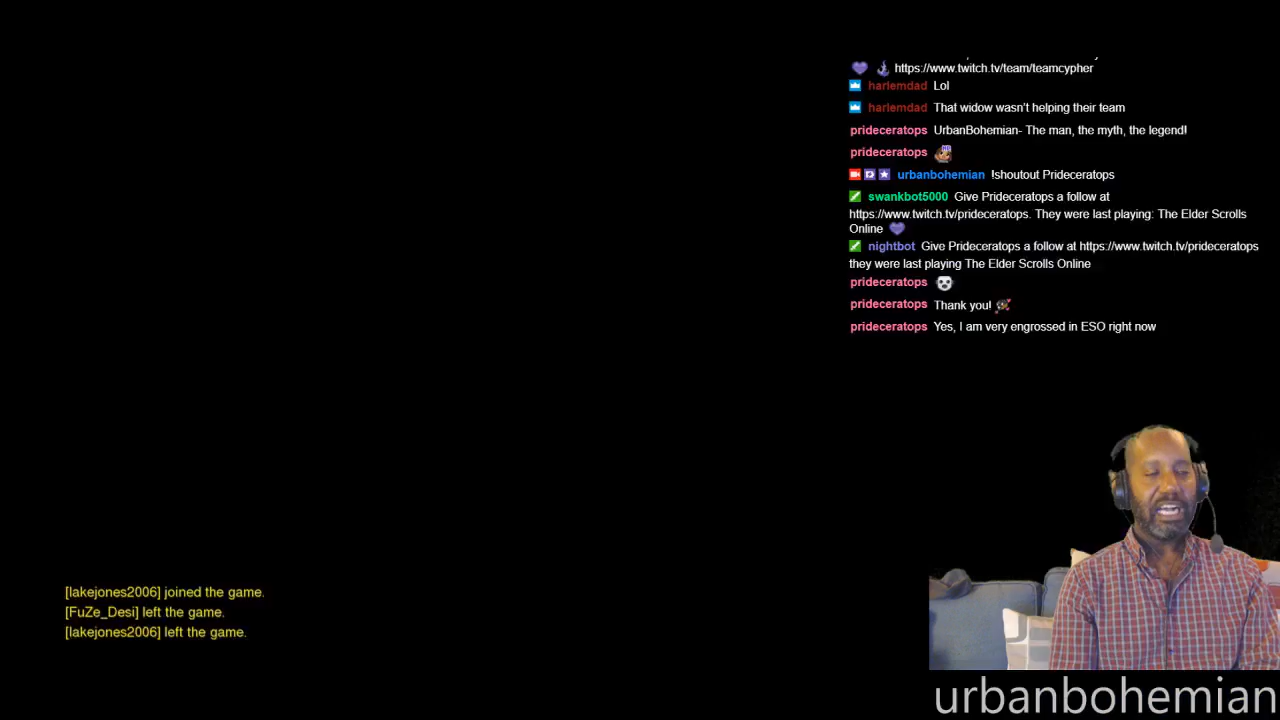 https://www.twitch.tv/team/teamcypher
harlemdad Lol
harlemdad That widow wasn't helping their team
prideceratops UrbanBohemian- The man, the myth, the legend!
prideceratops
urbanbohemian !shoutout Prideceratops
swankbot5000 Give Prideceratops a follow at
https://www.twitch.tv/prideceratops. They were last playing: The Elder Scrolls
Online
nightbot Give Prideceratops a follow at https://www.twitch.tv/prideceratops
they were last playing The Elder Scrolls Online
prideceratops
prideceratops Thank you!
prideceratops Yes, I am very engrossed in ESO right now
[lakejones2006] joined the game.
[FuZe_Desi] left the game.
[lakejones2006] left the game.
urbanbohemian